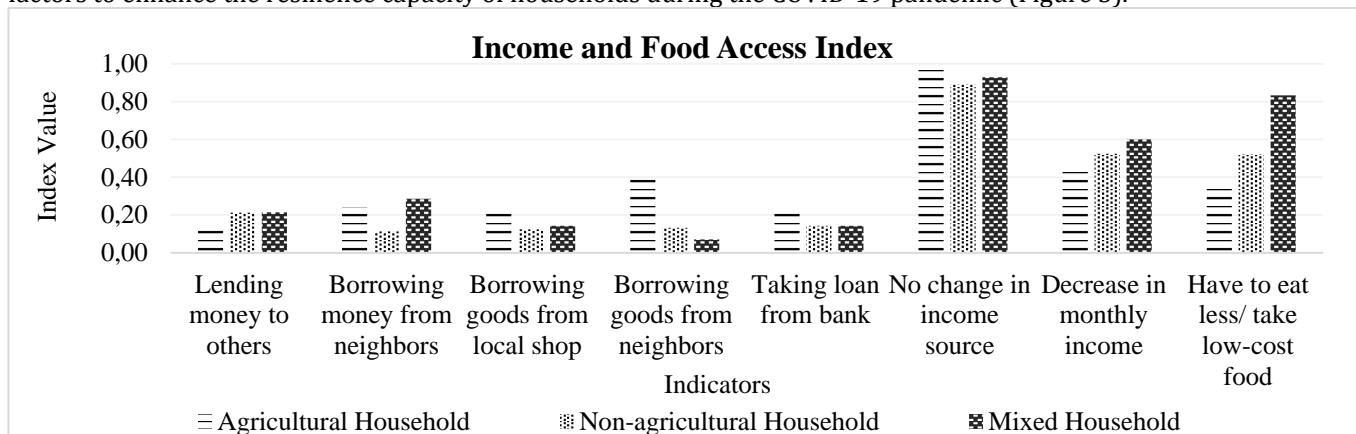 factors to enhance the resilience capacity of households during the COVID-19 pandemic (Figure 3).
Income and Food Access Index
1,00
0,80
0,60
0,40
0,20
0,00
Index Value
Lending money to others
Borrowing money from neighbors
Borrowing goods from local shop
Borrowing goods from neighbors
Taking loan from bank
No change in income source
Decrease in monthly income
Have to eat less/ take low-cost food
Indicators
Agricultural Household
Non-agricultural Household
Mixed Household